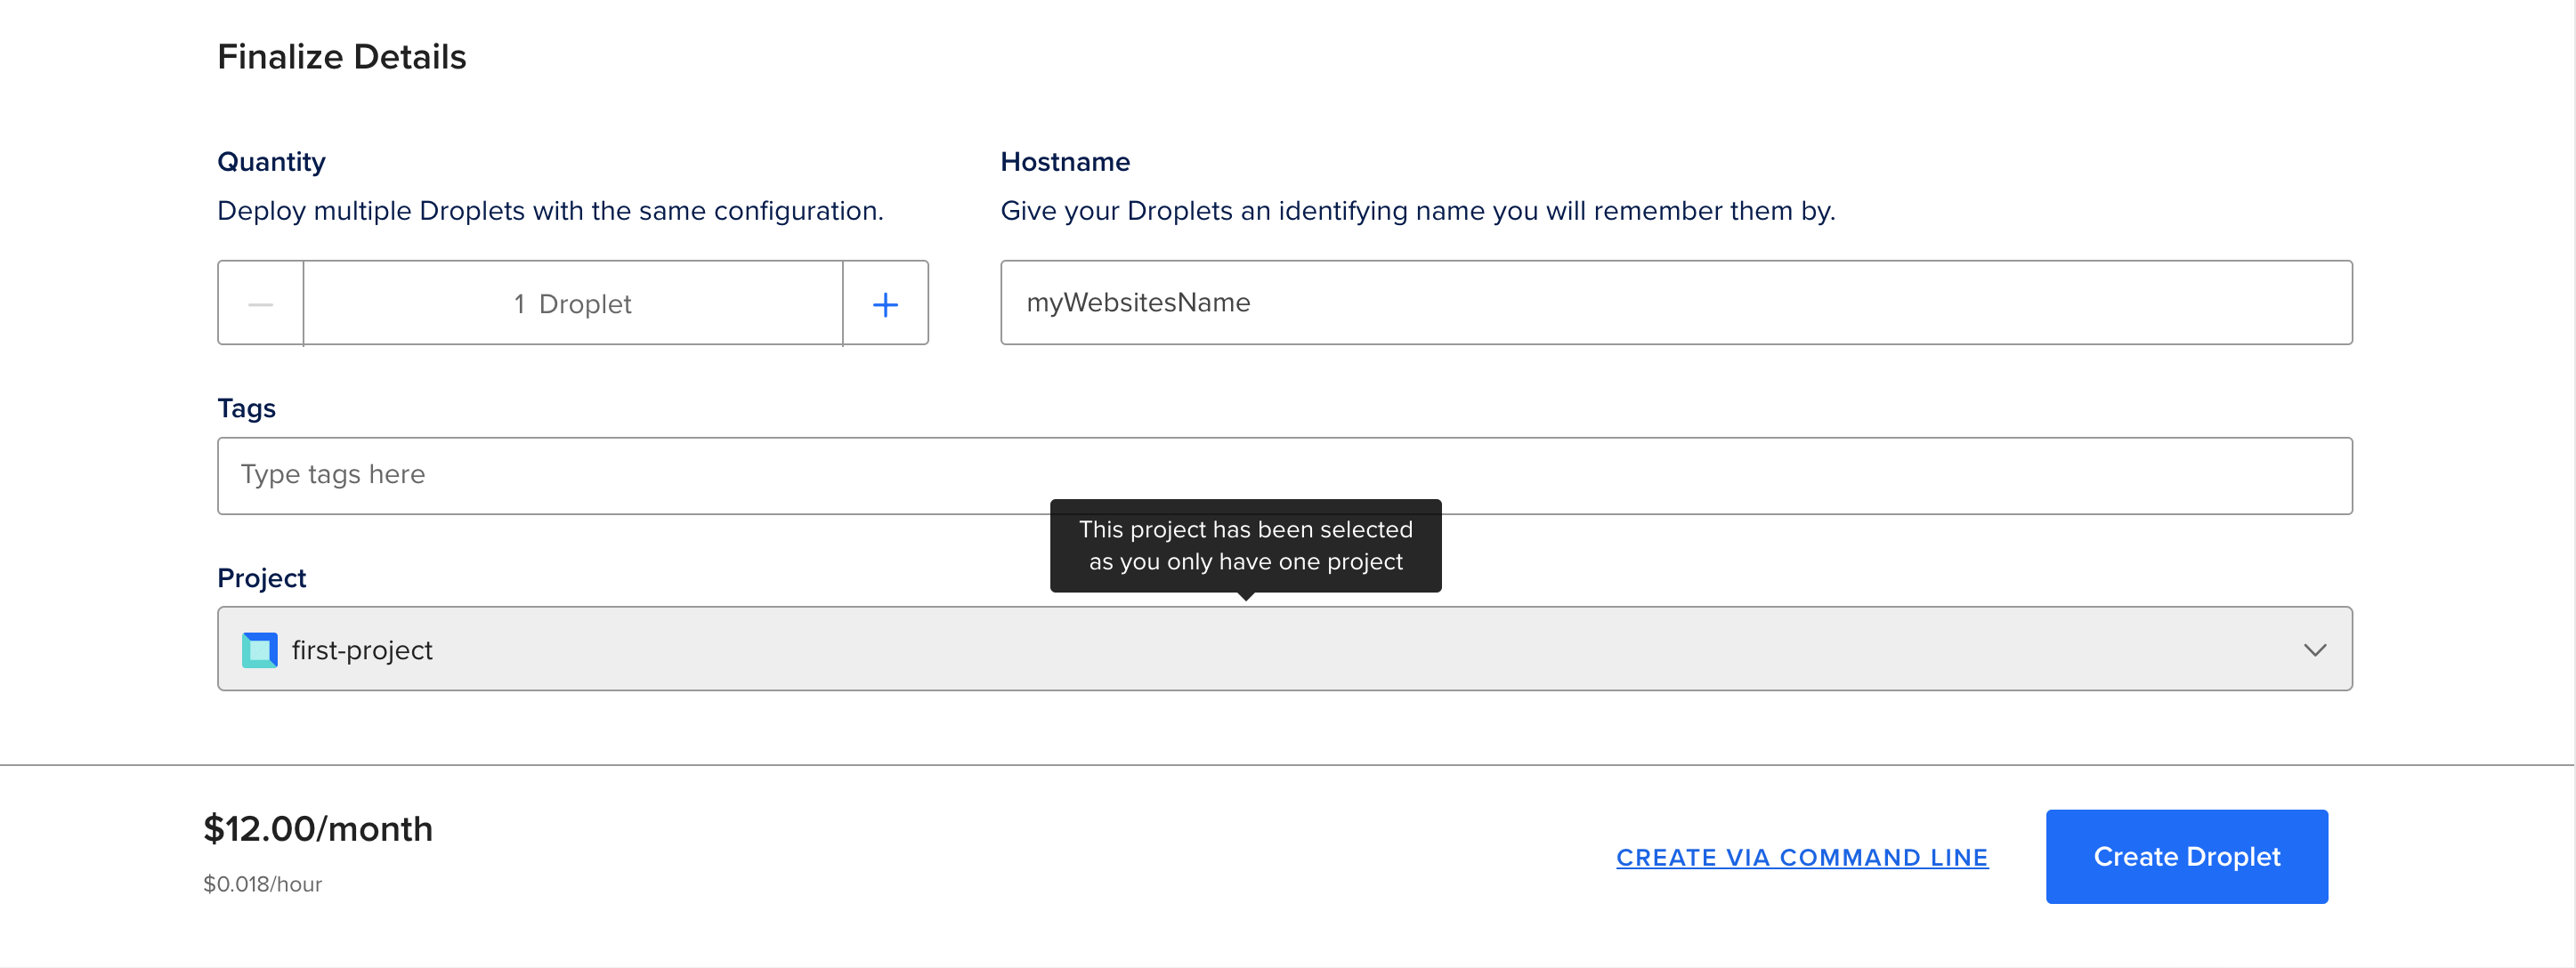 Finalize Details
Quantity
Deploy multiple Droplets with the same configuration.
1 Droplet
Hostname
Give your Droplets an identifying name you will remember them by.
myWebsitesName
Tags
Type tags here
This project has been selected
as you only have one project
Project
first-project
$12.00/month
$0.018/hour
CREATE VIA COMMAND LINE
Create Droplet